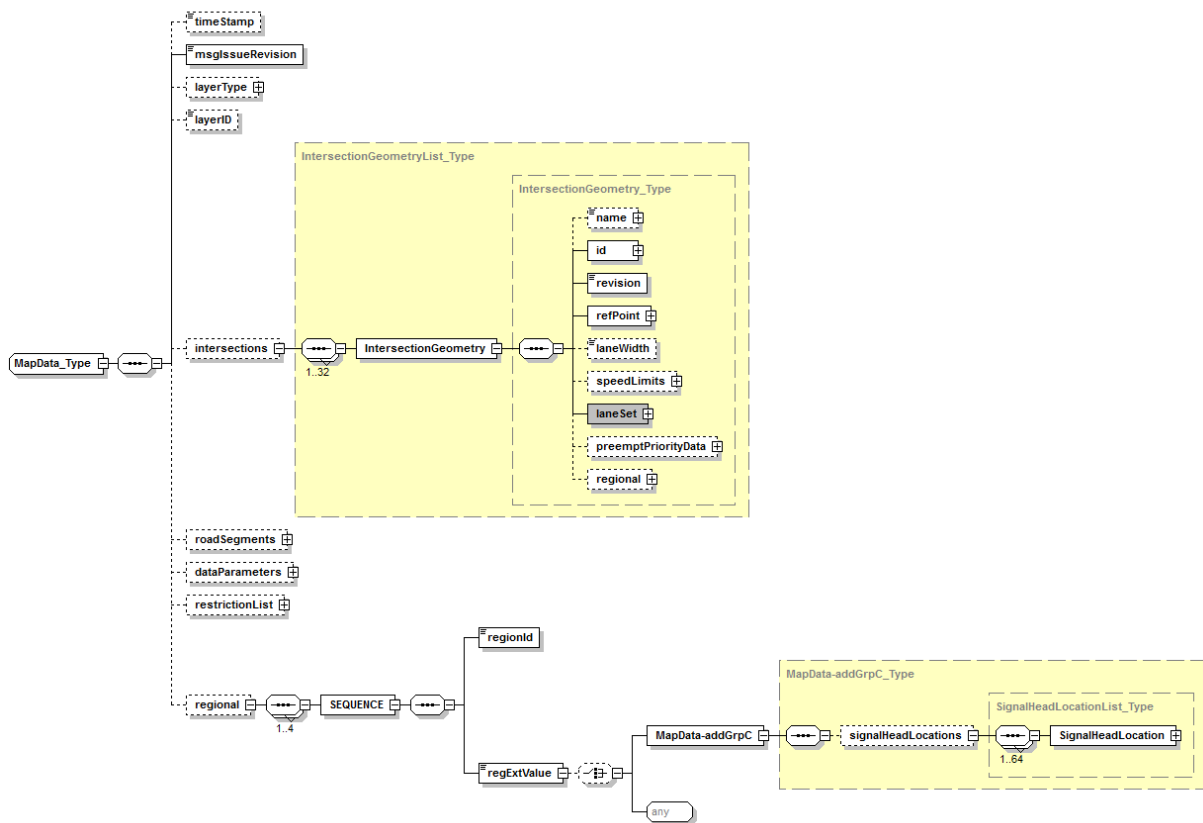 timeStamp
msgIssueRevision
layerType
layerID
IntersectionGeometryList_Type
IntersectionGeometry_Type
name
id
revision
refPoint
MapData_Type
intersections
1..32
IntersectionGeometry
laneWidth
speedLimits
laneSet
preemptPriorityData
regional
roadSegments
dataParameters
restrictionList
regionId
regional
1..4
SEQUENCE
MapData-addGrpC_Type
SignalHeadLocationList_Type
MapData-addGrpC
signalHeadLocations
1..64
SignalHeadLocation
regExtValue
any